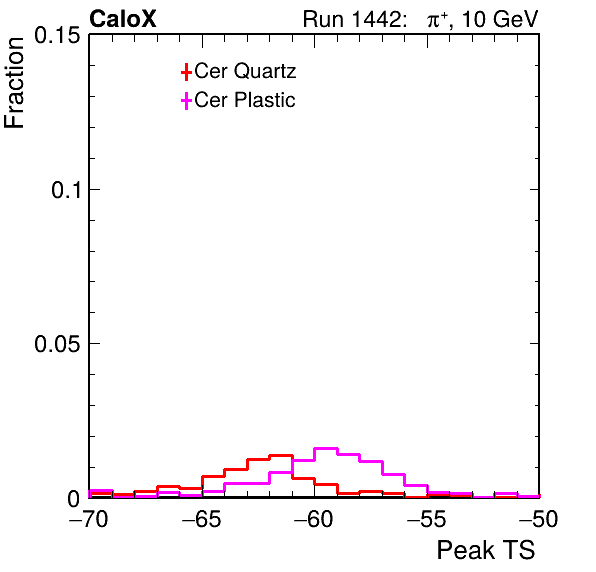 CaloX Run 1442: π⁺, 10 GeV
Fraction
0.15
Cer Quartz
Cer Plastic
0.1
0.05
0
−70 −65 −60 −55 −50
Peak TS